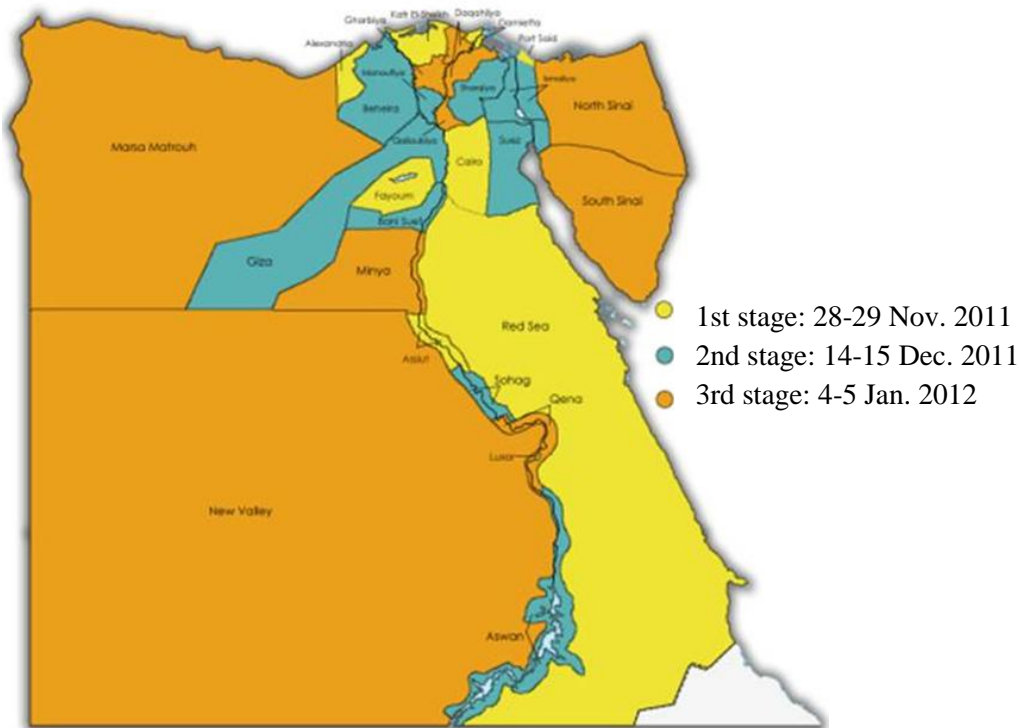 Gharbiya
Kafr El-Sheikh
Daqahliya
Damietta
Port Said
Alexandria
Ismailiya
Monoufiya
Sharqiya
Beheira
North Sinai
Qalioubiya
Suez
Marsa Matrouh
Cairo
Fayoum
South Sinai
Bani Suef
Giza
Minya
Red Sea
1st stage: 28-29 Nov. 2011
2nd stage: 14-15 Dec. 2011
Assiut
Sohag
3rd stage: 4-5 Jan. 2012
Qena
Luxor
New Valley
Aswan